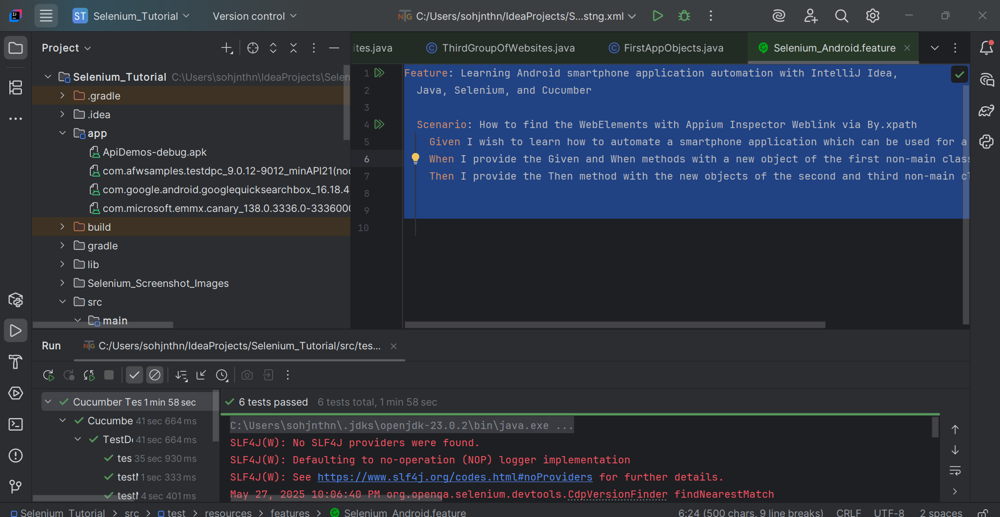 ST Selenium_Tutorial Version control C:/Users/sohjnthn/IdeaProjects/S...stng.xml
Project
ites.java ThirdGroupOfWebsites.java FirstAppObjects.java Selenium_Android.feature
Selenium_Tutorial C:\Users\sohjnthn\IdeaProjects\Selen
.gradle
.idea
app
ApiDemos-debug.apk
com.afwsamples.testdpc_9.0.12-9012_minAPI21(noc
com.google.android.googlequicksearchbox_16.18.4
com.microsoft.emmx.canary_138.0.3336.0-3336000
build
gradle
lib
Selenium_Screenshot_Images
src
main
1 Feature: Learning Android smartphone application automation with IntelliJ Idea,
2 Java, Selenium, and Cucumber
3
4 Scenario: How to find the WebElements with Appium Inspector Weblink via By.xpath
5 Given I wish to learn how to automate a smartphone application which can be used for a
6 When I provide the Given and When methods with a new object of the first non-main class
7 Then I provide the Then method with the new objects of the second and third non-main cl
8
9
10
Run C:/Users/sohjnthn/IdeaProjects/Selenium_Tutorial/src/tes...
Cucumber Tes 1 min 58 sec
Cucumbe 41 sec 664 ms
TestDe 41 sec 664 ms
tes 35 sec 930 ms
testM 1 sec 333 ms
testM 4 sec 401 ms
6 tests passed 6 tests total, 1 min 58 sec
C:\Users\sohjnthn\.jdks\openjdk-23.0.2\bin\java.exe ...
SLF4J(W): No SLF4J providers were found.
SLF4J(W): Defaulting to no-operation (NOP) logger implementation
SLF4J(W): See https://www.slf4j.org/codes.html#noProviders for further details.
May 27, 2025 10:06:40 PM org.openqa.selenium.devtools.CdpVersionFinder findNearestMatch
Selenium_Tutorial > src > test > resources > features > Selenium_Android.feature
6:24 (500 chars, 9 line breaks) CRLF UTF-8 2 spaces